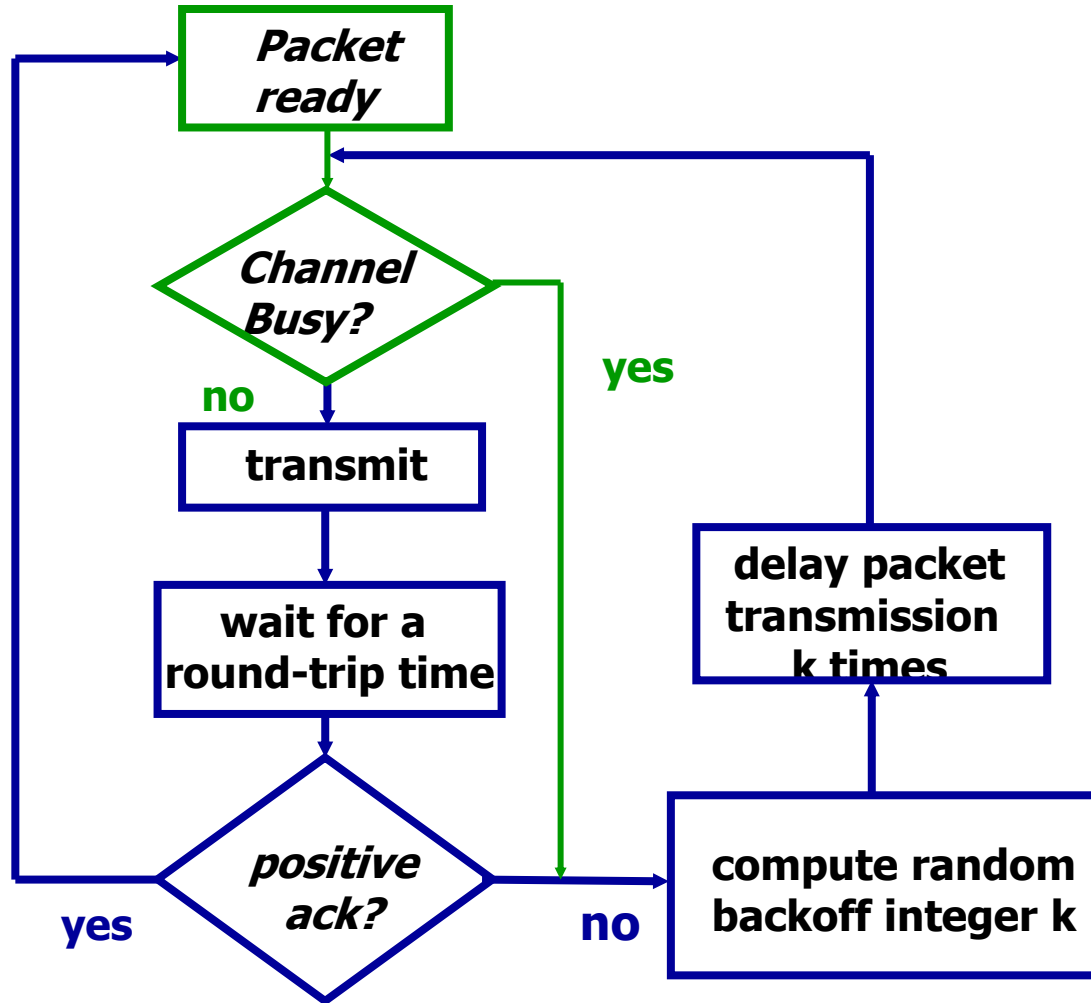 Packet
ready
Channel
Busy?
yes
no
transmit
wait for a
round-trip time
delay packet
transmission
k times
positive
ack?
yes
no
compute random
backoff integer k